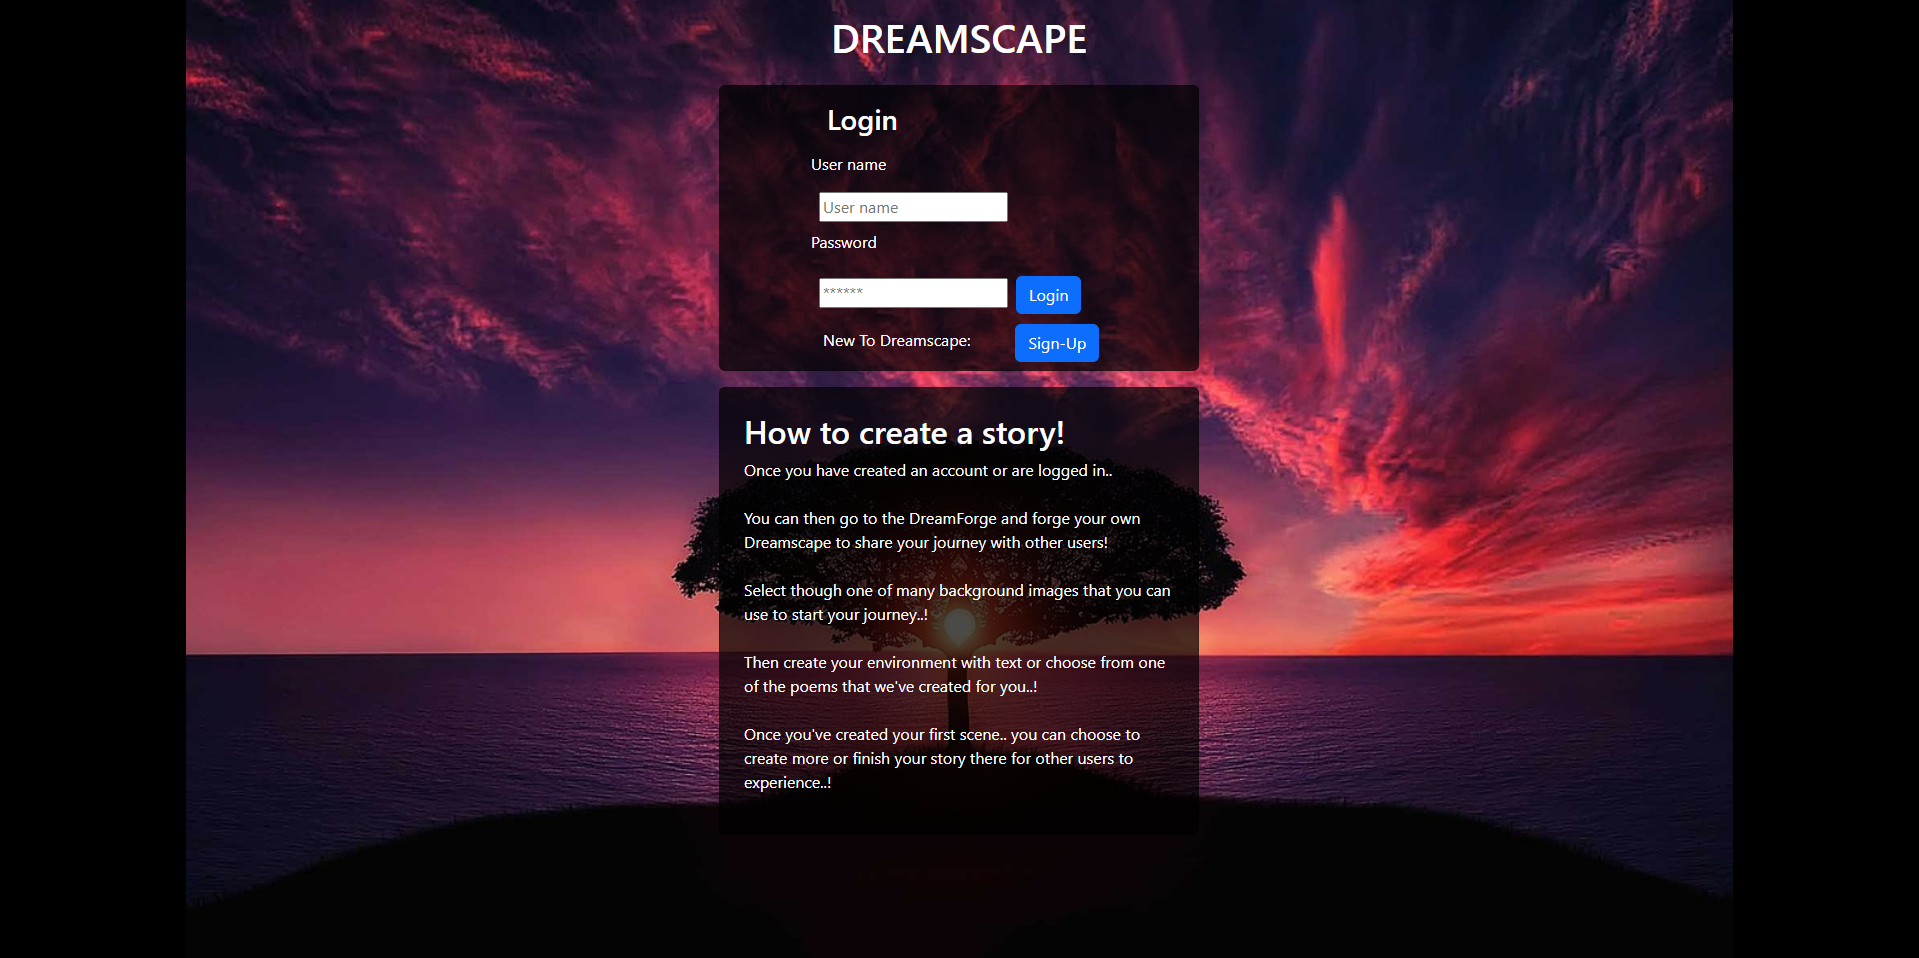 DREAMSCAPE
Login
User name
User name
Password
******
Login
New To Dreamscape:
Sign-Up
How to create a story!
Once you have created an account or are logged in..
You can then go to the DreamForge and forge your own
Dreamscape to share your journey with other users!
Select though one of many background images that you can
use to start your journey..!
Then create your environment with text or choose from one
of the poems that we've created for you..!
Once you've created your first scene.. you can choose to
create more or finish your story there for other users to
experience..!